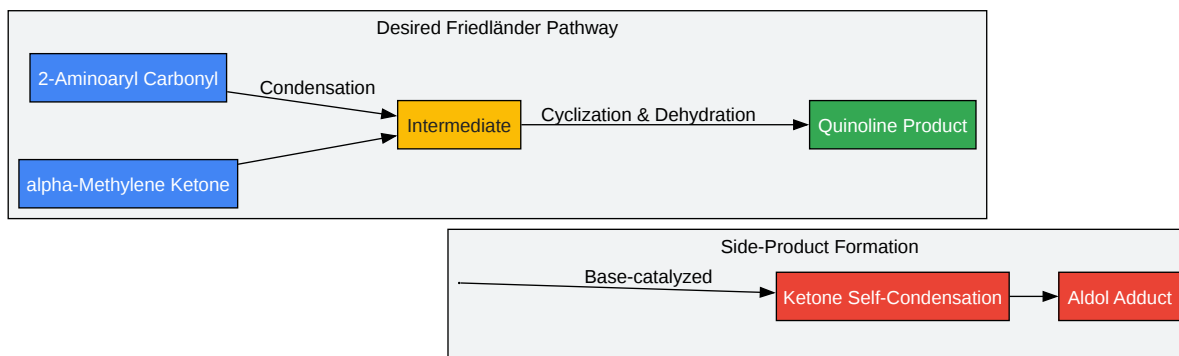 Desired Friedländer Pathway
2-Aminoaryl Carbonyl
Condensation
alpha-Methylene Ketone
Intermediate
Cyclization & Dehydration
Quinoline Product
Side-Product Formation
Base-catalyzed
Ketone Self-Condensation
Aldol Adduct